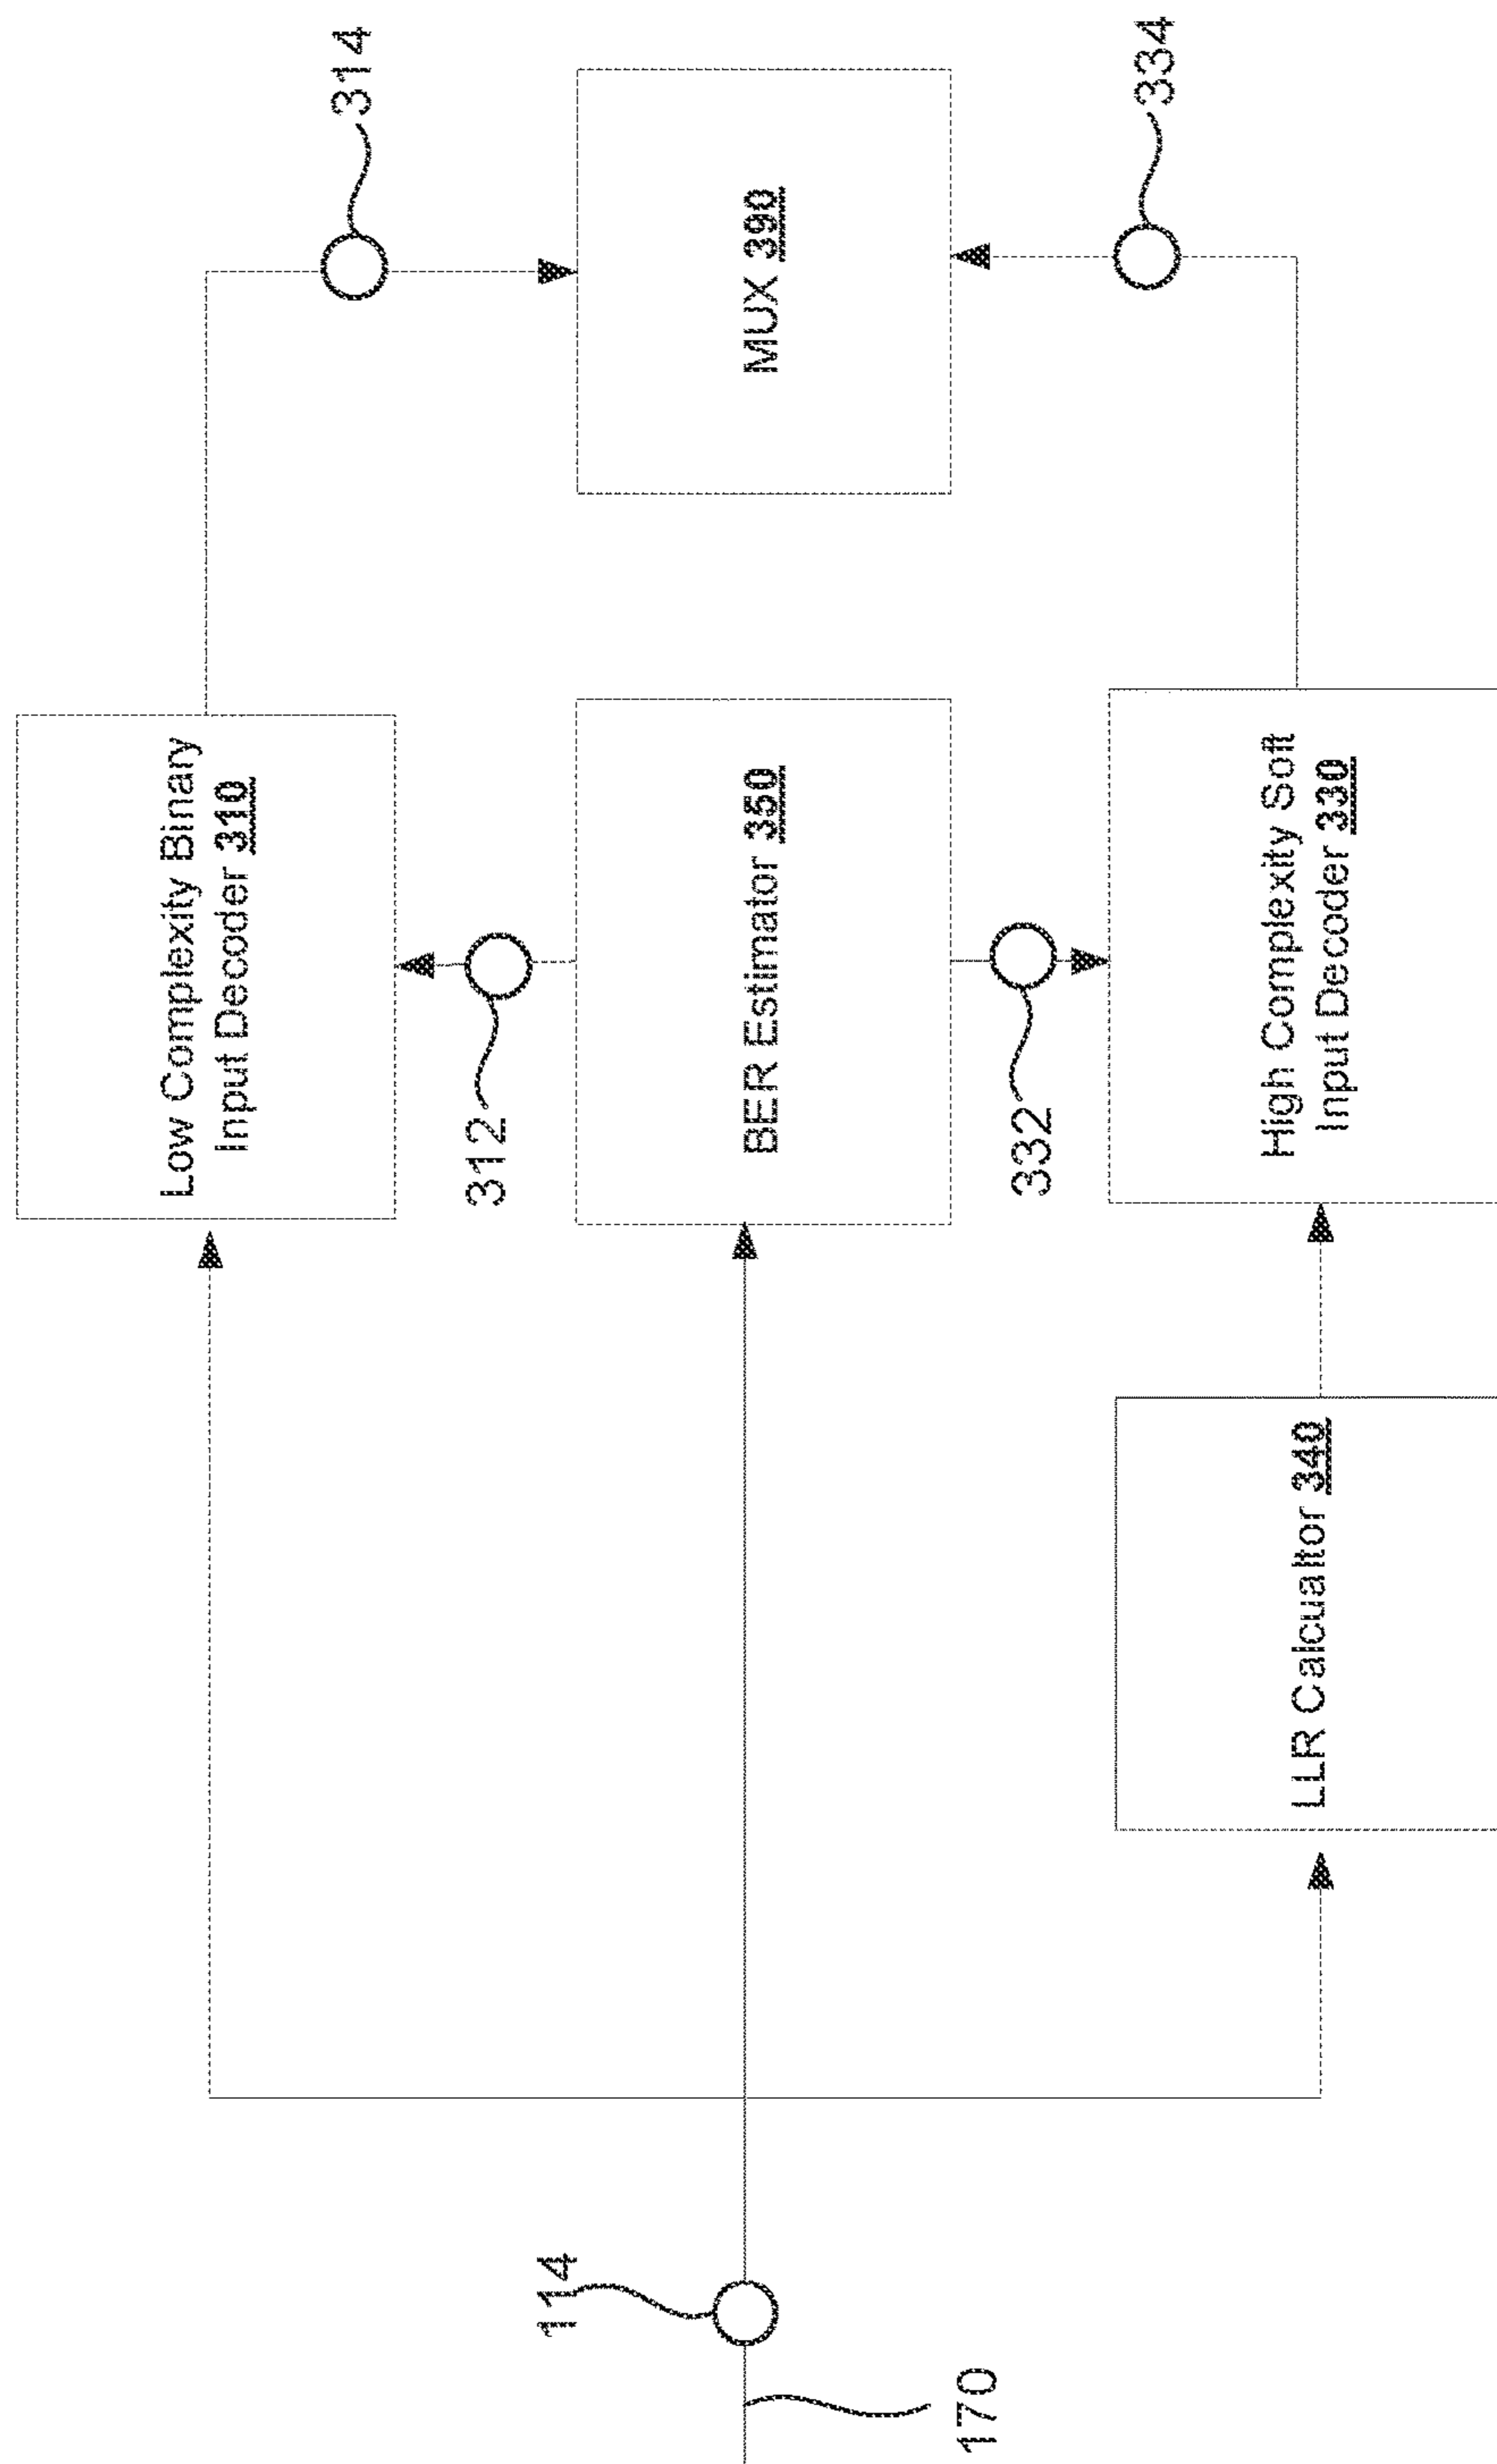 Low Complexity Binary
Input Decoder 310
314
312
114
BER Estimator 350
MUX 390
170
332
334
LLR Calcualtor 340
High Complexity Soft
Input Decoder 330